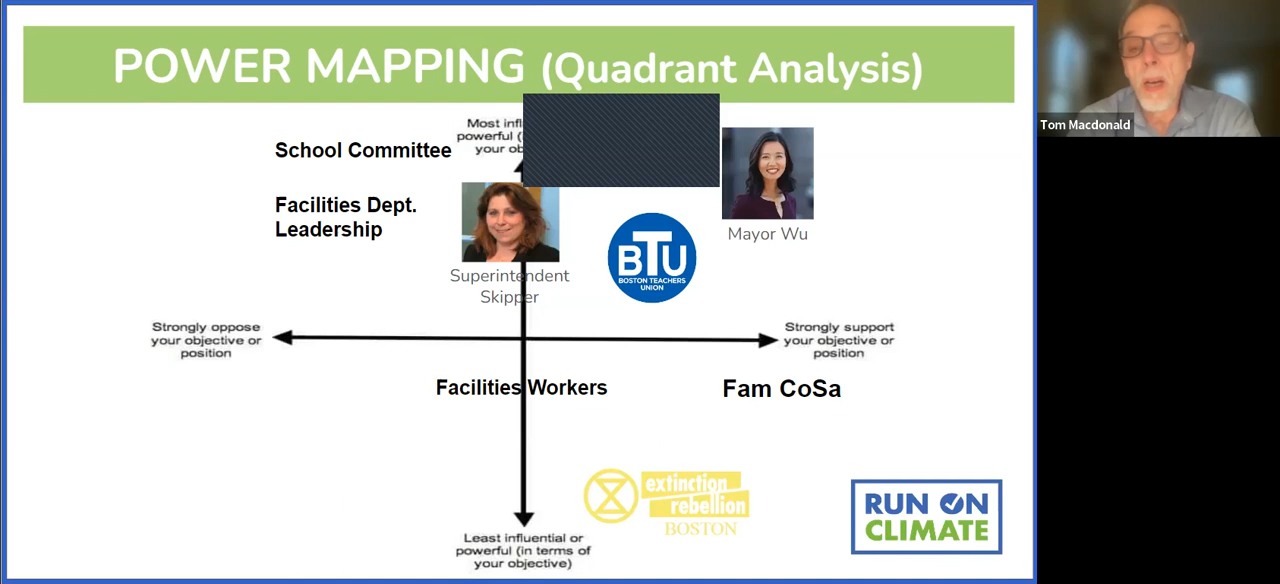 POWER MAPPING (Quadrant Analysis)
Most infl
powerful (
your ob
School Committee
Facilities Dept.
Leadership
Superintendent
Skipper
BTU
BOSTON TEACHERS
UNION
Mayor Wu
Strongly oppose
your objective or
position
Strongly support
your objective or
position
Facilities Workers
Fam CoSa
extinction
rebellion
BOSTON
Least influential or
powerful (in terms of
your objective)
RUN ON
CLIMATE
Tom Macdonald